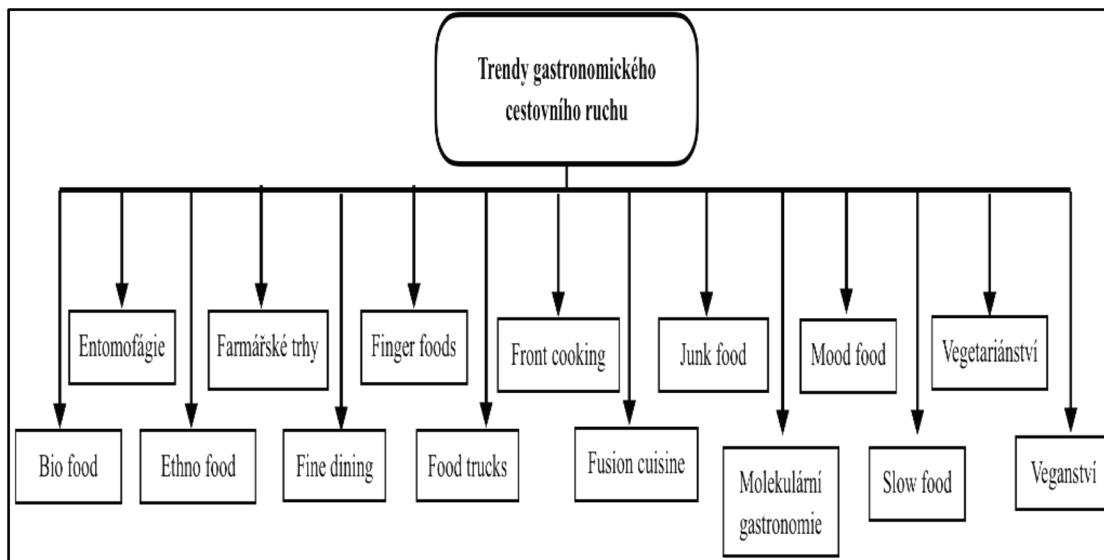 Trendy gastronomického
cestovního ruchu
Entomofágie
Farmářské trhy
Finger foods
Front cooking
Junk food
Mood food
Vegetariánství
Bio food
Ethno food
Fine dining
Food trucks
Fusion cuisine
Molekulární
gastronomie
Slow food
Veganství